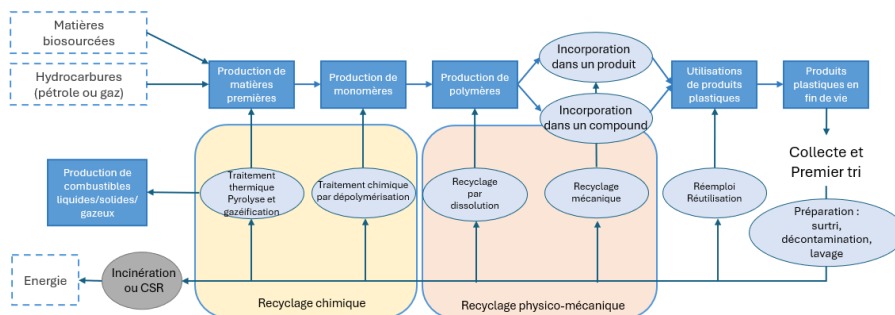 Matières
biosourcées
Hydrocarbures
(pétrole ou gaz)
Production de
matières
premières
Production de
monomères
Production de
polymères
Incorporation
dans un produit
Incorporation
dans un compound
Utilisations
de produits
plastiques
Produits
plastiques en
fin de vie
Collecte et
Premier tri
Production de
combustibles
liquides/solides/
gazeux
Traitement
thermique
Pyrolyse et
gazéification
Traitement chimique
par dépolymérisation
Recyclage
par
dissolution
Recyclage
mécanique
Réemploi
Réutilisation
Préparation :
surtri,
décontamination,
lavage
Energie
Incinération
ou CSR
Recyclage chimique
Recyclage physico-mécanique